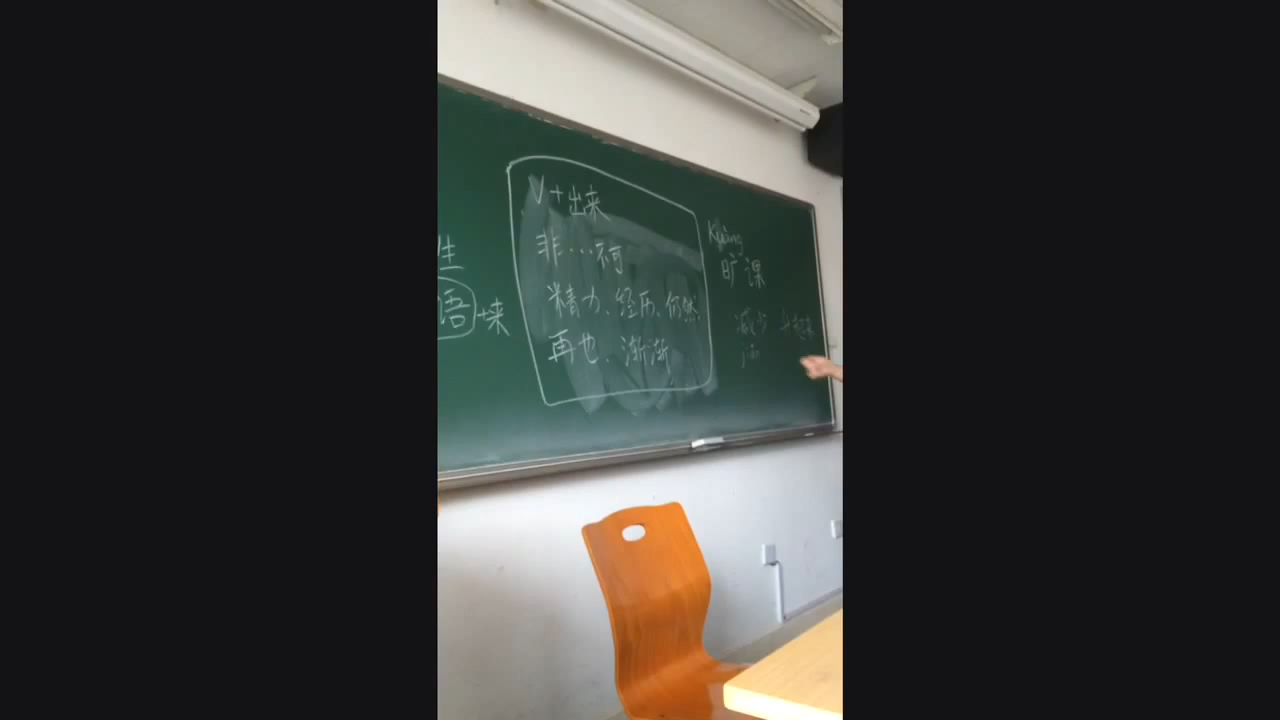 生
语 +来
V+出来
非…不可
精力、经历、仍然
再也、渐渐
Kuàng
旷课
减少
jiǎn